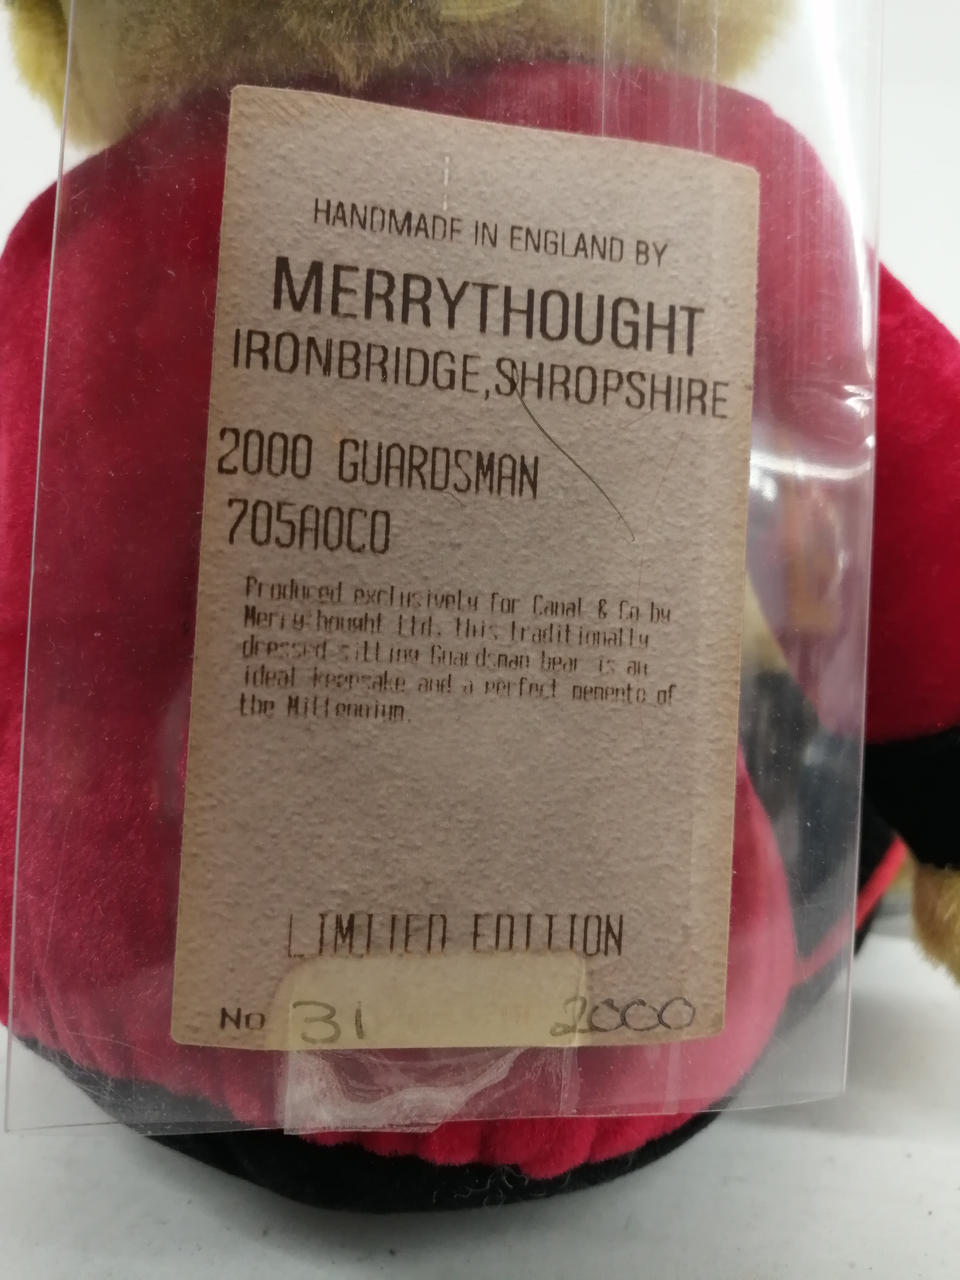 HANDMADE IN ENGLAND BY
MERRYTHOUGHT
IRONBRIDGE,SHROPSHIRE
2000 GUARDSMAN
705AOCO
Produced exclusively for Canal & Co by
Merrythought Ltd. this traditionally
dressed sitting Guardsman bear is an
ideal keepsake and a perfect memento of
the Millennium.
LIMITED EDITION
No 31 2000